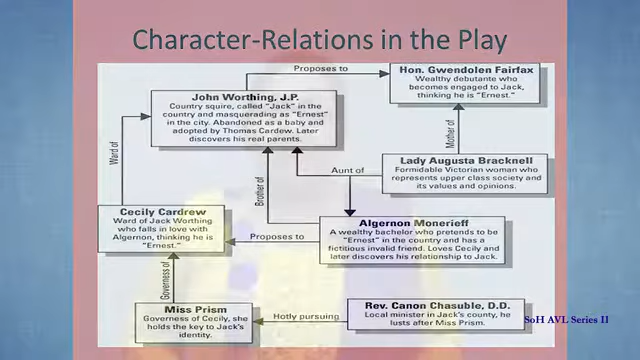 Character-Relations in the Play
Proposes to
Hon. Gwendolen Fairfax
Wealthy debutante who
becomes engaged to Jack,
thinking he is "Ernest."
John Worthing, J.P.
Country squire, called "Jack" in the
country and masquerading as "Ernest"
in the city. Abandoned as a baby and
adopted by Thomas Cardew. Later
discovers his real parents.
Ward of
Mother of
Lady Augusta Bracknell
Formidable Victorian woman who
represents upper class society and
its values and opinions.
Aunt of
Brother of
Cecily Cardrew
Ward of Jack Worthing
who falls in love with
Algernon, thinking he is
"Ernest."
Algernon Monerieff
A wealthy bachelor who pretends to be
"Ernest" in the country and has a
fictitious invalid friend. Loves Cecily and
later discovers his relationship to Jack.
Proposes to
Governess of
Miss Prism
Governess of Cecily, she
holds the key to Jack's
identity.
Hotly pursuing
Rev. Canon Chasuble, D.D.
Local minister in Jack's county, he
lusts after Miss Prism.
SoH AVL Series II